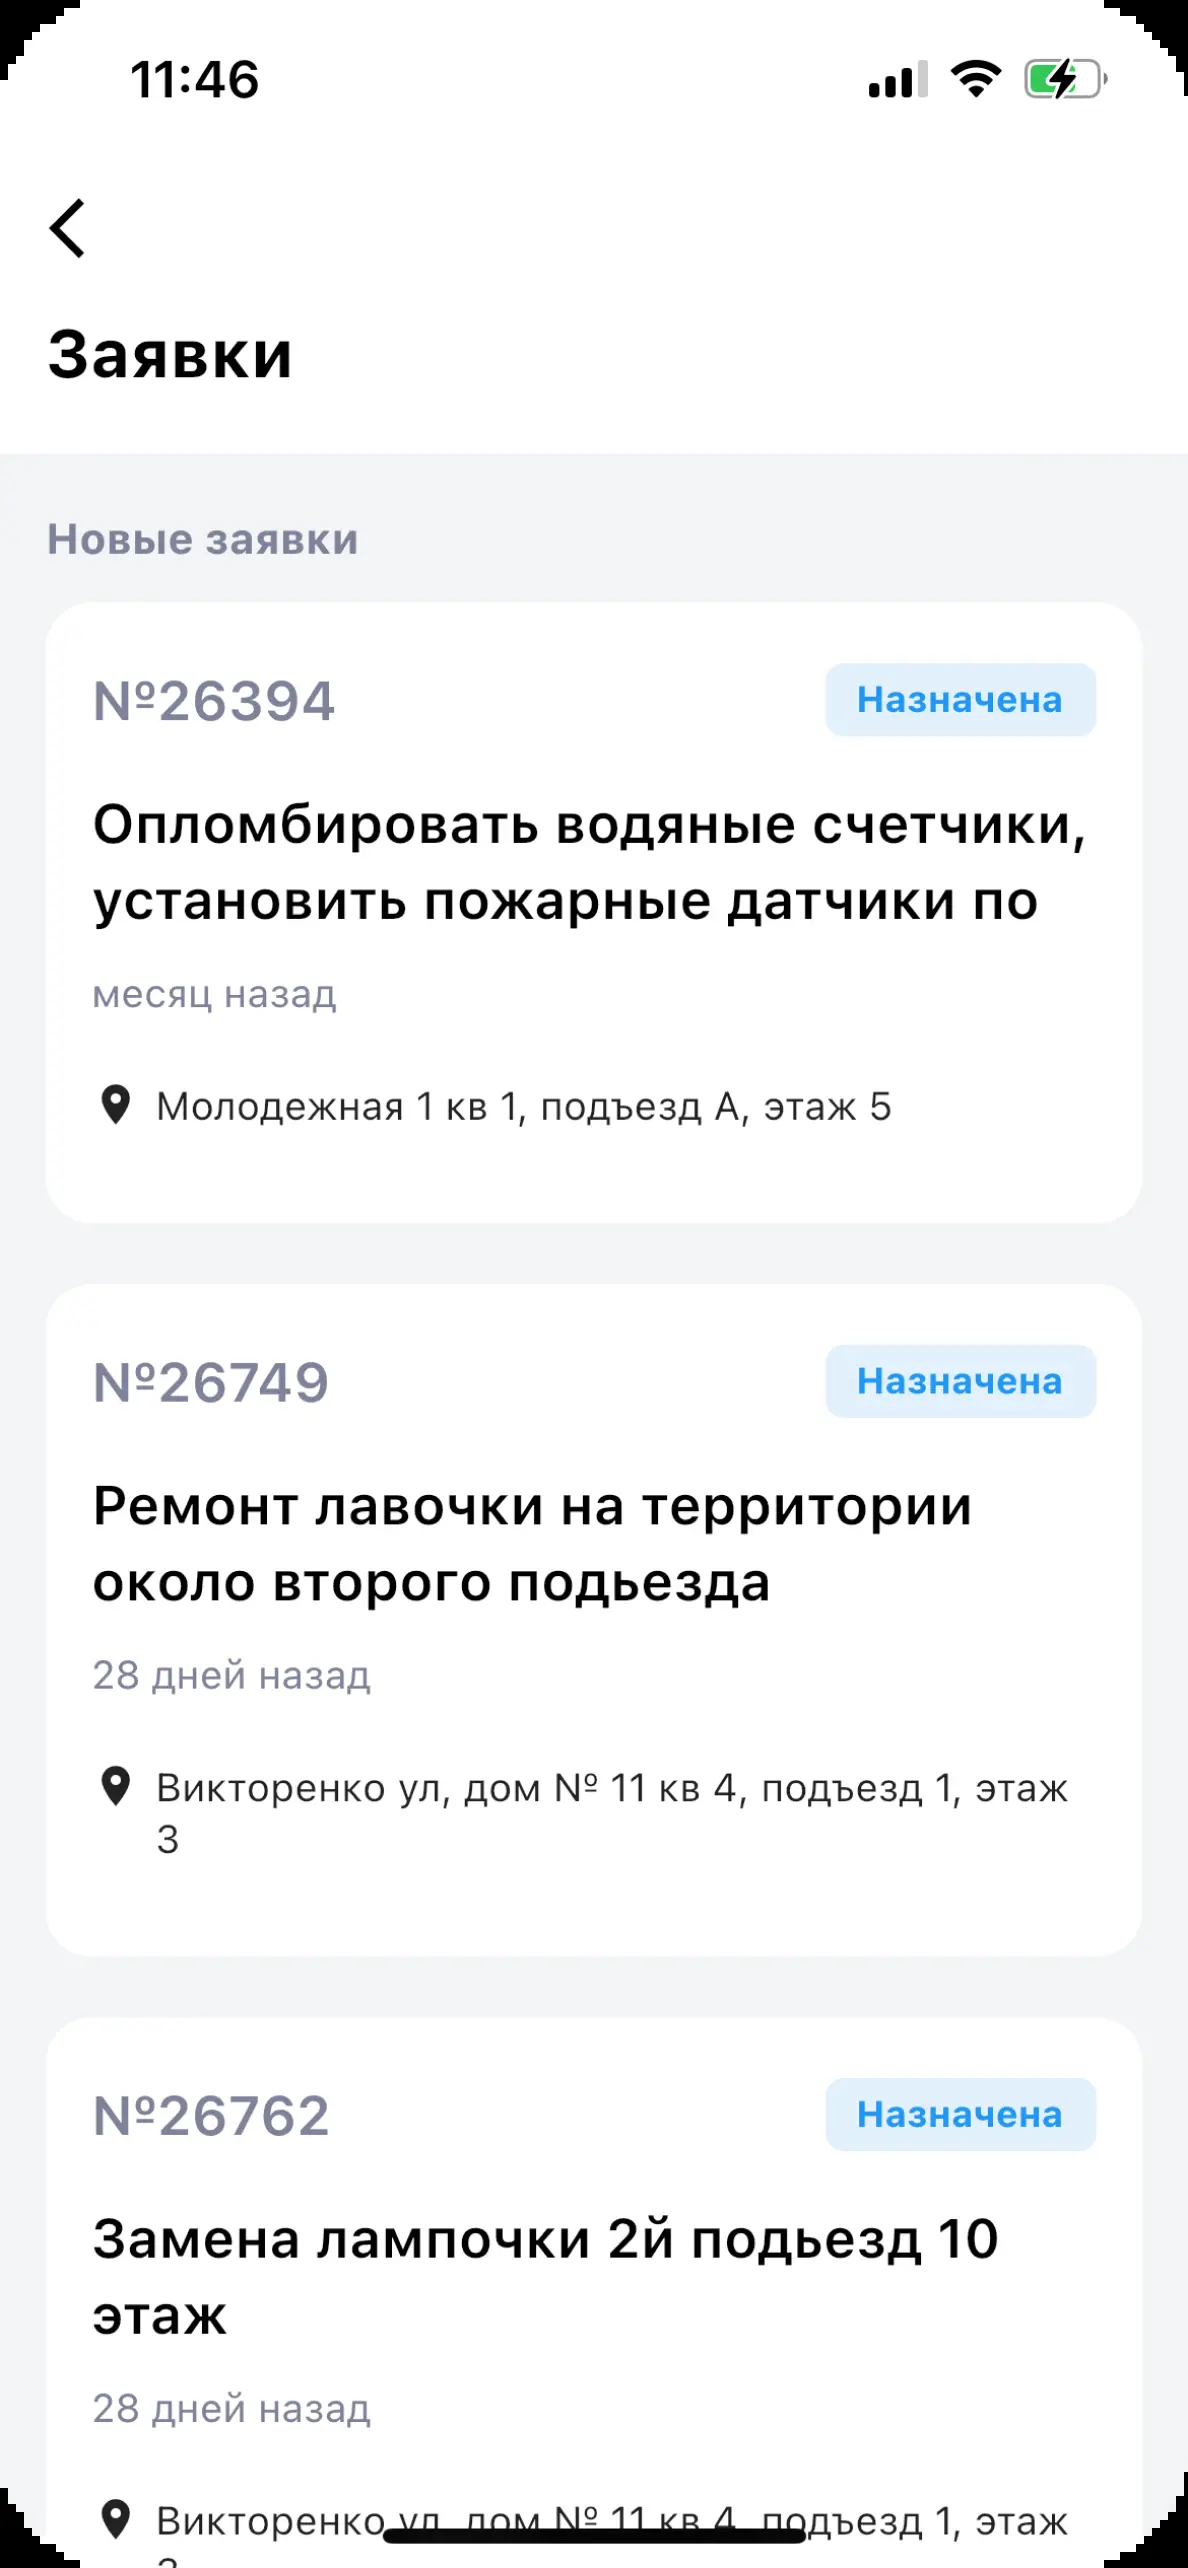 11:46
Заявки
Новые заявки
№26394
Назначена
Опломбировать водяные счетчики,
установить пожарные датчики по
месяц назад
Молодежная 1 кв 1, подъезд А, этаж 5
№26749
Назначена
Ремонт лавочки на территории
около второго подьезда
28 дней назад
Викторенко ул, дом № 11 кв 4, подъезд 1, этаж
3
№26762
Назначена
Замена лампочки 2й подьезд 10
этаж
28 дней назад
Викторенко ул, дом № 11 кв 4, подъезд 1, этаж